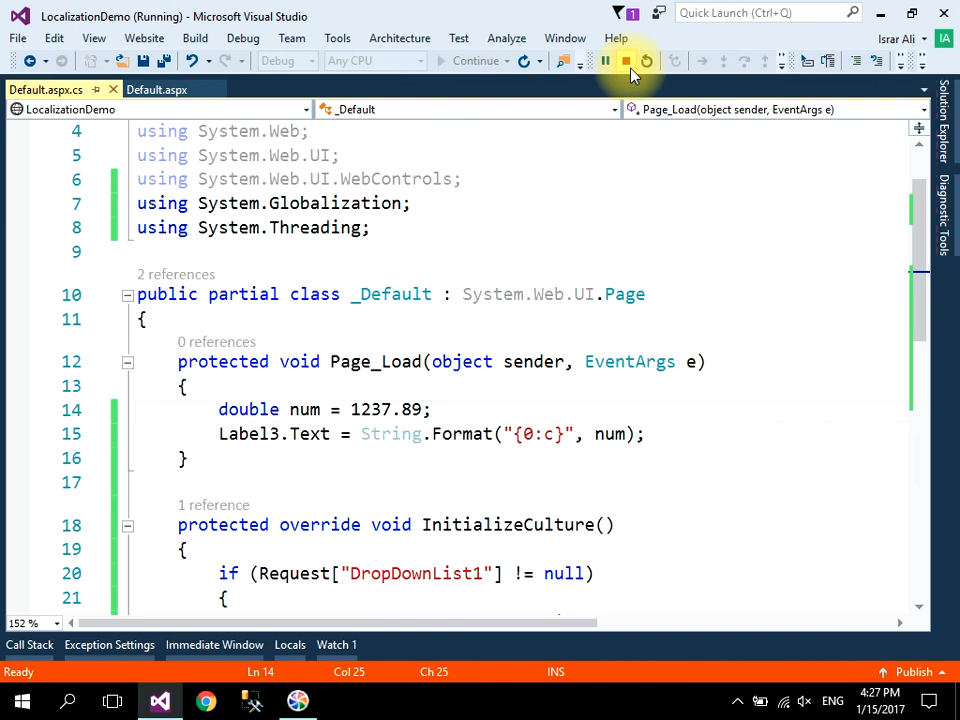 LocalizationDemo (Running) - Microsoft Visual Studio
1
Quick Launch (Ctrl+Q)
File Edit View Website Build Debug Team Tools Architecture Test Analyze Window Help
Israr Ali IA
Debug Any CPU Continue
Default.aspx.cs Default.aspx
LocalizationDemo _Default Page_Load(object sender, EventArgs e)
Solution Explorer
Diagnostic Tools
4 using System.Web;
5 using System.Web.UI;
6 using System.Web.UI.WebControls;
7 using System.Globalization;
8 using System.Threading;
9
2 references
10 public partial class _Default : System.Web.UI.Page
11 {
0 references
12 protected void Page_Load(object sender, EventArgs e)
13 {
14 double num = 1237.89;
15 Label3.Text = String.Format("{0:c}", num);
16 }
17
1 reference
18 protected override void InitializeCulture()
19 {
20 if (Request["DropDownList1"] != null)
21 {
152 %
Call Stack Exception Settings Immediate Window Locals Watch 1
Ready Ln 14 Col 25 Ch 25 INS Publish
ENG 4:27 PM
1/15/2017